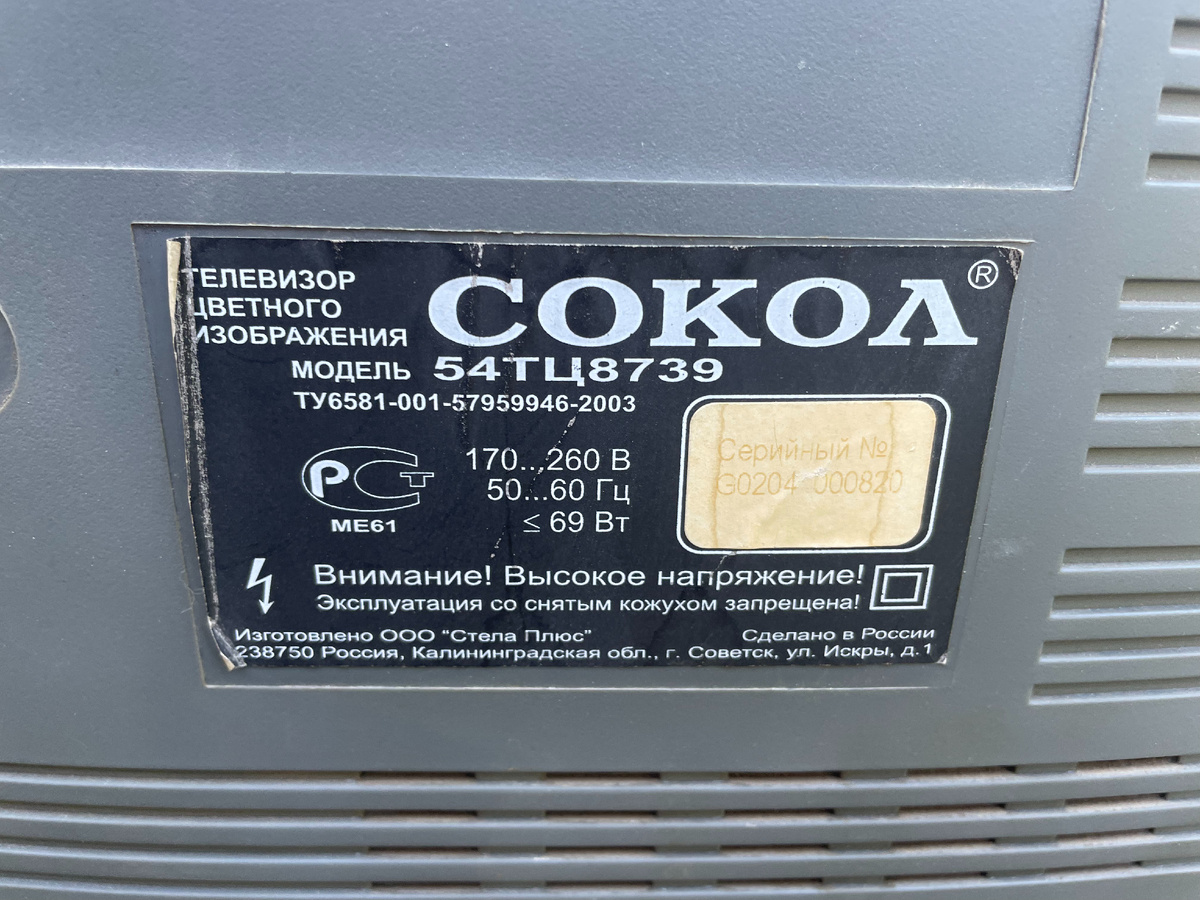 ТЕЛЕВИЗОР
ЦВЕТНОГО
ИЗОБРАЖЕНИЯ
СОКОЛ®
МОДЕЛЬ 54ТЦ8739
ТУ6581-001-57959946-2003
РСТ
МЕ61
170...260 В
50...60 Гц
≤ 69 Вт
Серийный №
G0204 000820
Внимание! Высокое напряжение!
Эксплуатация со снятым кожухом запрещена!
Изготовлено ООО "Стела Плюс"
Сделано в России
238750 Россия, Калининградская обл., г. Советск, ул. Искры, д.1